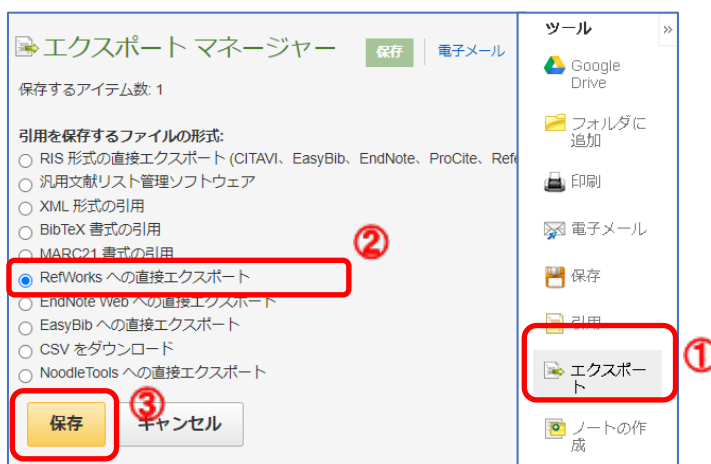 エクスポート マネージャー
保存
電子メール
保存するアイテム数: 1
引用を保存するファイルの形式:
RIS 形式の直接エクスポート (CITAVI、EasyBib、EndNote、ProCite、Refe
汎用文献リスト管理ソフトウェア
XML 形式の引用
BibTeX 書式の引用
MARC21 書式の引用
②
RefWorks への直接エクスポート
EndNote Web への直接エクスポート
EasyBib への直接エクスポート
CSV をダウンロード
NoodleTools への直接エクスポート
③
保存
キャンセル
ツール
»
Google
Drive
フォルダに
追加
印刷
電子メール
保存
引用
①
エクスポー
ト
ノートの作
成